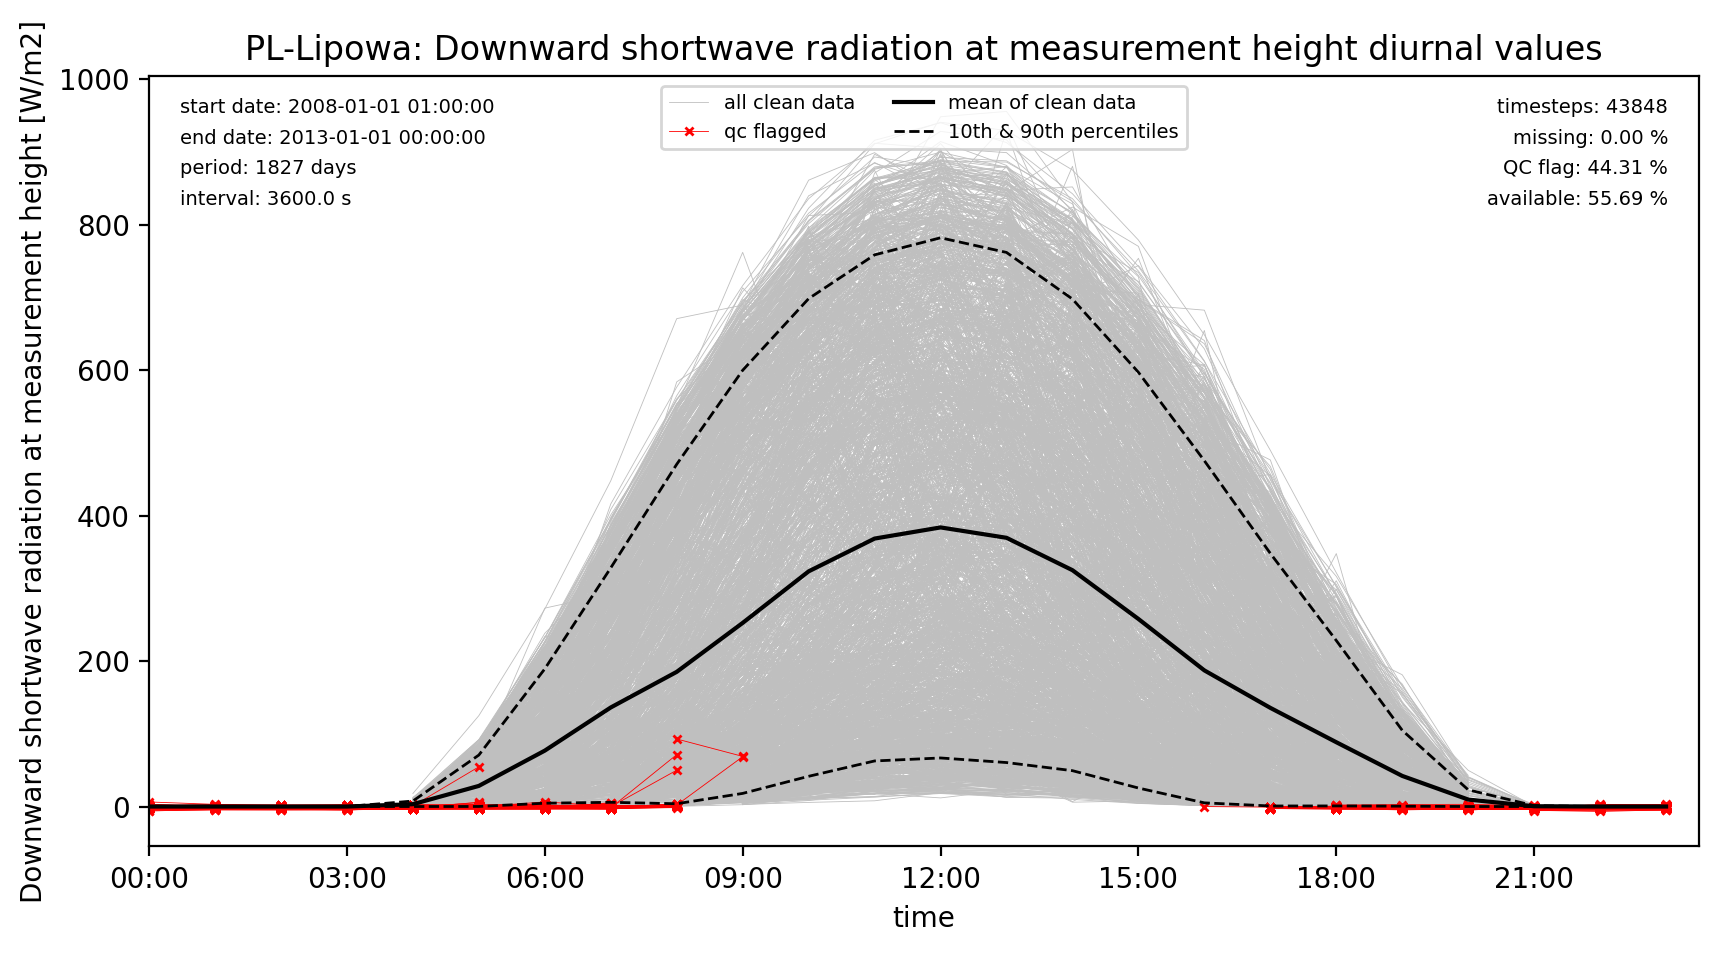 PL-Lipowa: Downward shortwave radiation at measurement height diurnal values
Downward shortwave radiation at measurement height [W/m2]
1000
800
600
400
200
0
start date: 2008-01-01 01:00:00
end date: 2013-01-01 00:00:00
period: 1827 days
interval: 3600.0 s
all clean data
qc flagged
mean of clean data
10th & 90th percentiles
timesteps: 43848
missing: 0.00 %
QC flag: 44.31 %
available: 55.69 %
00:00 03:00 06:00 09:00 12:00 15:00 18:00 21:00
time